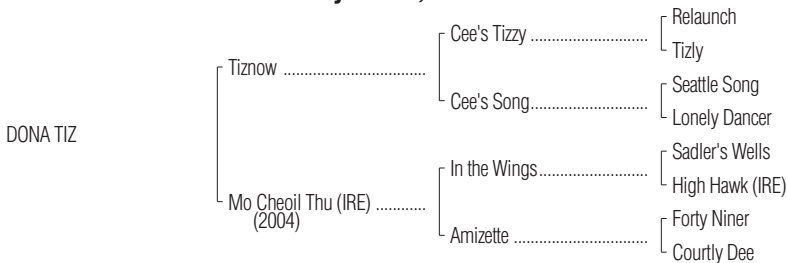 Relaunch
Cee's Tizzy
Tizly
Tiznow
Seattle Song
Cee's Song
Lonely Dancer
DONA TIZ
Sadler's Wells
In the Wings
High Hawk (IRE)
Mo Cheoil Thu (IRE)
(2004)
Forty Niner
Amizette
Courtly Dee